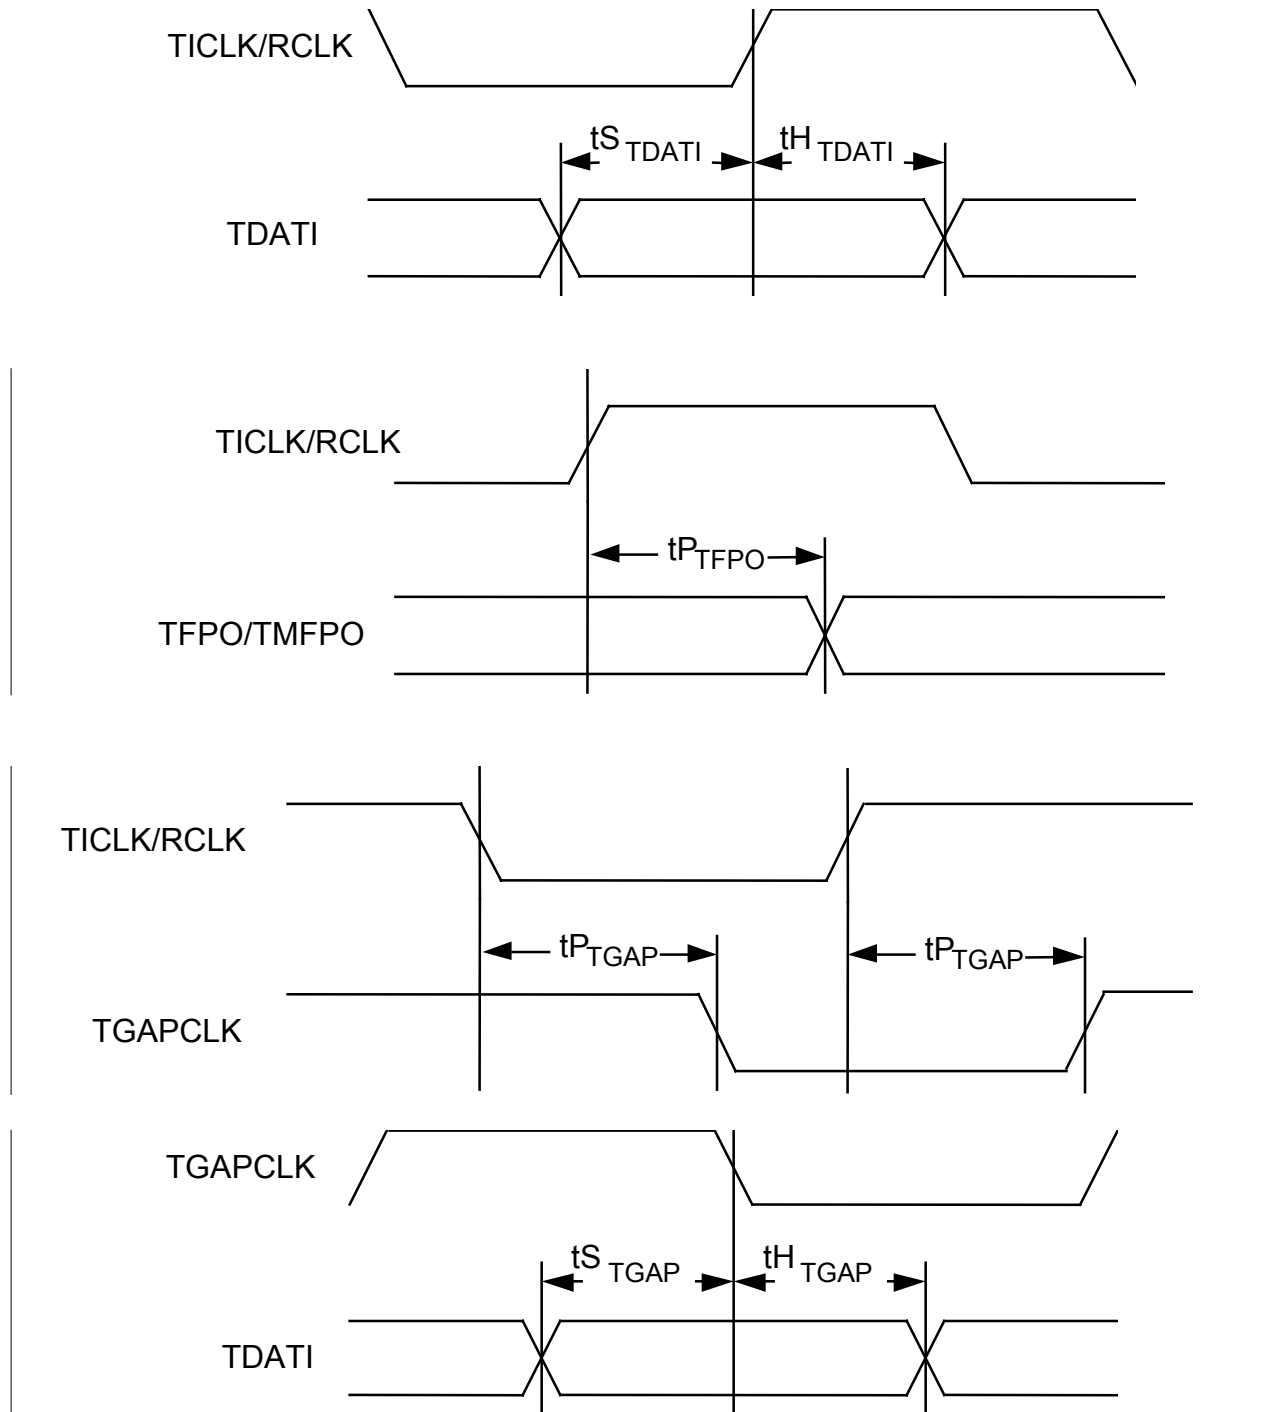 TICLK/RCLK
tS TDATI
tH TDATI
TDATI
TICLK/RCLK
tPTFPO
TFPO/TMFPO
TICLK/RCLK
tPTGAP
tPTGAP
TGAPCLK
TGAPCLK
tS TGAP
tH TGAP
TDATI